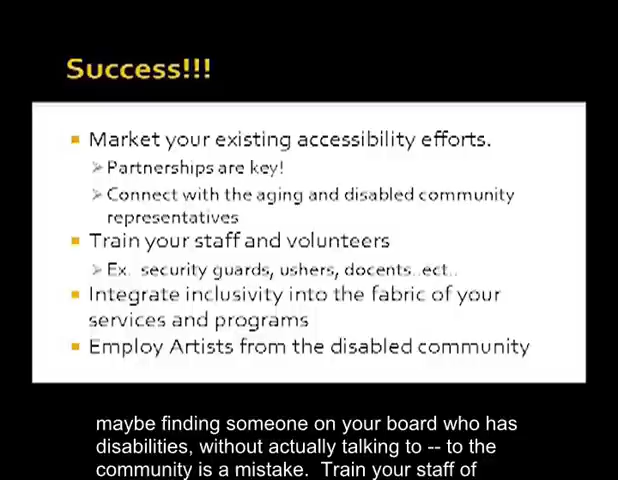 Success!!!
Market your existing accessibility efforts.
Partnerships are key!
Connect with the aging and disabled community
representatives
Train your staff and volunteers
Ex. security guards, ushers, docents..ect..
Integrate inclusivity into the fabric of your
services and programs
Employ Artists from the disabled community
maybe finding someone on your board who has
disabilities, without actually talking to -- to the
community is a mistake. Train your staff of